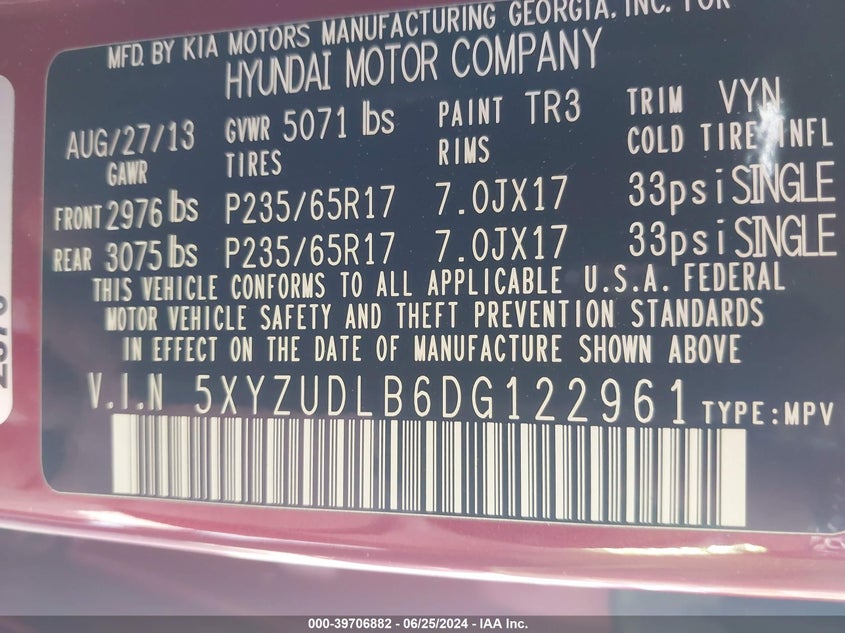 MFD. BY KIA MOTORS MANUFACTURING GEORGIA, INC. FOR
HYUNDAI MOTOR COMPANY
AUG/27/13 GVWR 5071 lbs PAINT TR3 TRIM VYN
GAWR TIRES RIMS COLD TIRE INFL
FRONT 2976 lbs P235/65R17 7.0JX17 33psi SINGLE
REAR 3075 lbs P235/65R17 7.0JX17 33psi SINGLE
THIS VEHICLE CONFORMS TO ALL APPLICABLE U.S.A. FEDERAL
MOTOR VEHICLE SAFETY AND THEFT PREVENTION STANDARDS
IN EFFECT ON THE DATE OF MANUFACTURE SHOWN ABOVE
V.I.N 5XYZUDLB6DG122961 TYPE:MPV
000-39706882 - 06/25/2024 - IAA Inc.